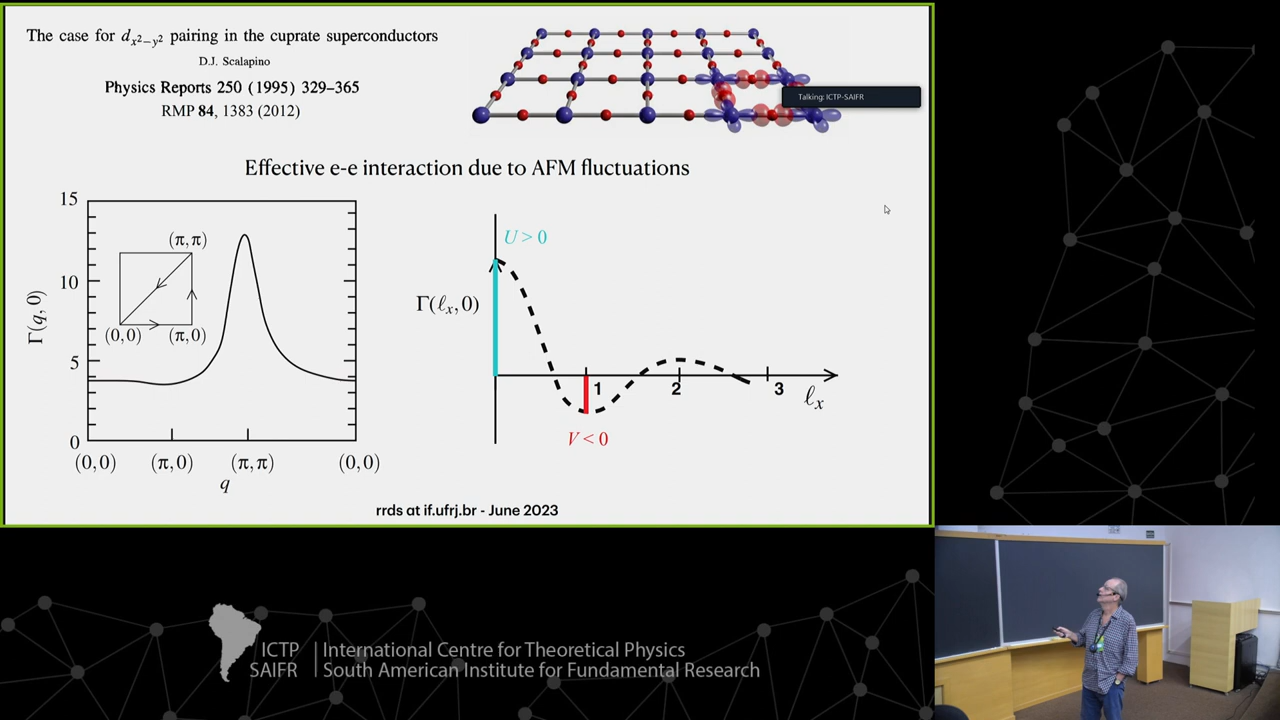 The case for dₓ²₋ᵧ² pairing in the cuprate superconductors
D.J. Scalapino
Physics Reports 250 (1995) 329–365
RMP 84, 1383 (2012)
Talking: ICTP-SAIFR
Effective e-e interaction due to AFM fluctuations
15
10
5
0
Γ(q, 0)
(π, π)
(0,0)
(π,0)
(0,0)
(π,0)
(π,π)
(0,0)
q
U > 0
Γ(ℓₓ, 0)
1
2
3
ℓₓ
V < 0
rrds at if.ufrj.br - June 2023
ICTP
SAIFR
International Centre for Theoretical Physics
South American Institute for Fundamental Research